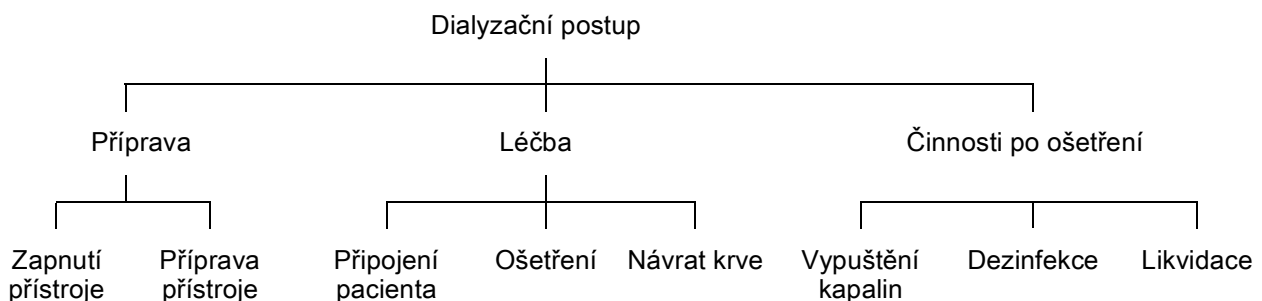 Dialyzační postup
Příprava
Léčba
Činnosti po ošetření
Zapnutí přístroje
Příprava přístroje
Připojení pacienta
Ošetření
Návrat krve
Vypuštění kapalin
Dezinfekce
Likvidace